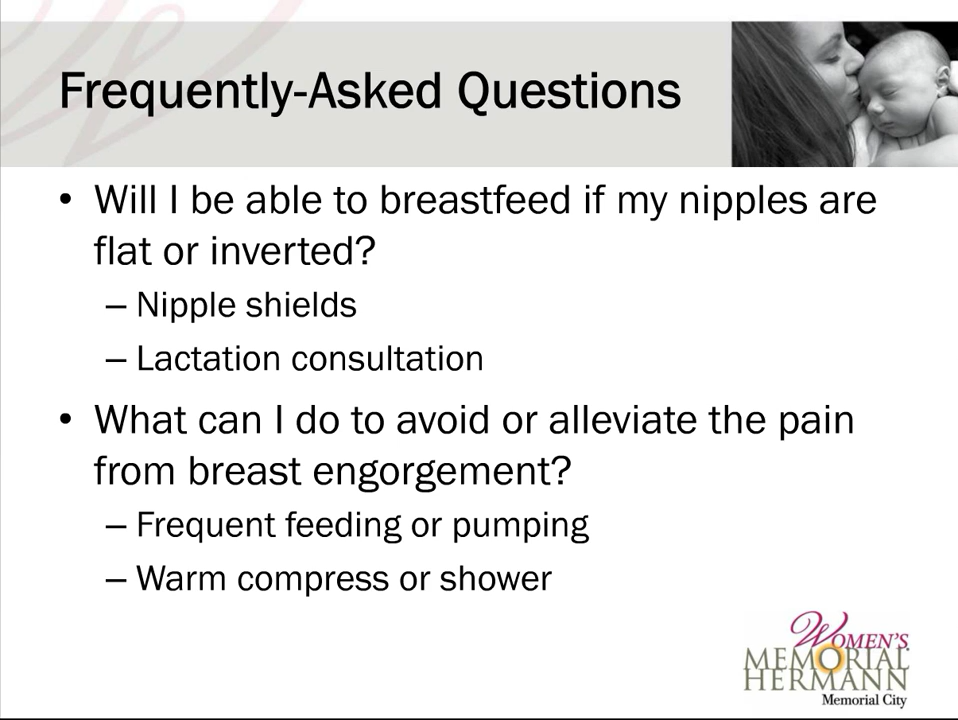 Frequently-Asked Questions
• Will I be able to breastfeed if my nipples are
flat or inverted?
– Nipple shields
– Lactation consultation
• What can I do to avoid or alleviate the pain
from breast engorgement?
– Frequent feeding or pumping
– Warm compress or shower
WOMEN'S
MEMORIAL
HERMANN
Memorial City